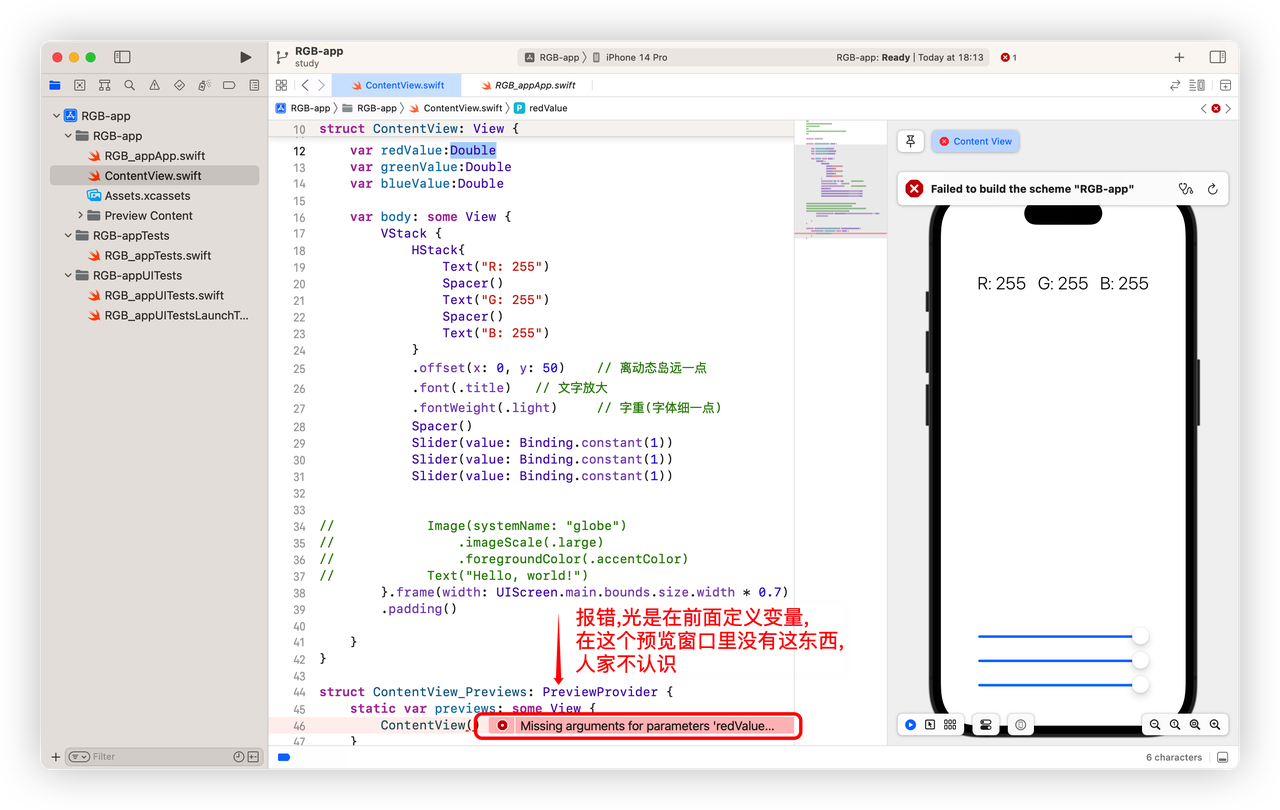 RGB-app
study
RGB-app
iPhone 14 Pro
RGB-app: Ready | Today at 18:13
1
ContentView.swift
RGB_appApp.swift
RGB-app
RGB-app
ContentView.swift
P
redValue
RGB-app
RGB-app
RGB_appApp.swift
ContentView.swift
Assets.xcassets
Preview Content
RGB-appTests
RGB_appTests.swift
RGB-appUITests
RGB_appUITests.swift
RGB_appUITestsLaunchT...
Filter
10 struct ContentView: View {
12 var redValue:Double
13 var greenValue:Double
14 var blueValue:Double
15
16 var body: some View {
17 VStack {
18 HStack{
19 Text("R: 255")
20 Spacer()
21 Text("G: 255")
22 Spacer()
23 Text("B: 255")
24 }
25 .offset(x: 0, y: 50) // 离动态岛远一点
26 .font(.title) // 文字放大
27 .fontWeight(.light) // 字重(字体细一点)
28 Spacer()
29 Slider(value: Binding.constant(1))
30 Slider(value: Binding.constant(1))
31 Slider(value: Binding.constant(1))
32
33
34 // Image(systemName: "globe")
35 // .imageScale(.large)
36 // .foregroundColor(.accentColor)
37 // Text("Hello, world!")
38 }.frame(width: UIScreen.main.bounds.size.width * 0.7)
39 .padding()
40
41 }
42 }
43
44 struct ContentView_Previews: PreviewProvider {
45 static var previews: some View {
46 ContentView()
47 }
Missing arguments for parameters 'redValue...
报错,光是在前面定义变量,
在这个预览窗口里没有这东西,
人家不认识
Content View
Failed to build the scheme "RGB-app"
R: 255 G: 255 B: 255
6 characters